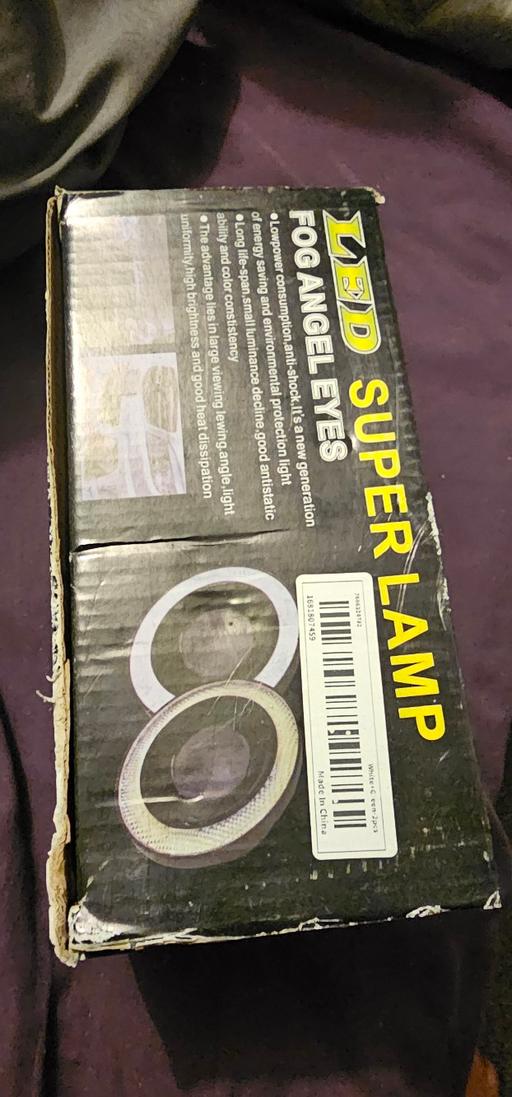 LED SUPER LAMP
FOG ANGEL EYES
●Lowpower consumption,anti-shock,It's a new generation
of energy saving and environmental protection light
●Long life-span,small luminance decline,good antistatic
ability and color constistency
●The advantage lies in large viewing lewing,angle,light
uniformity,high brightness and good heat dissipation
1681807459
Made In China